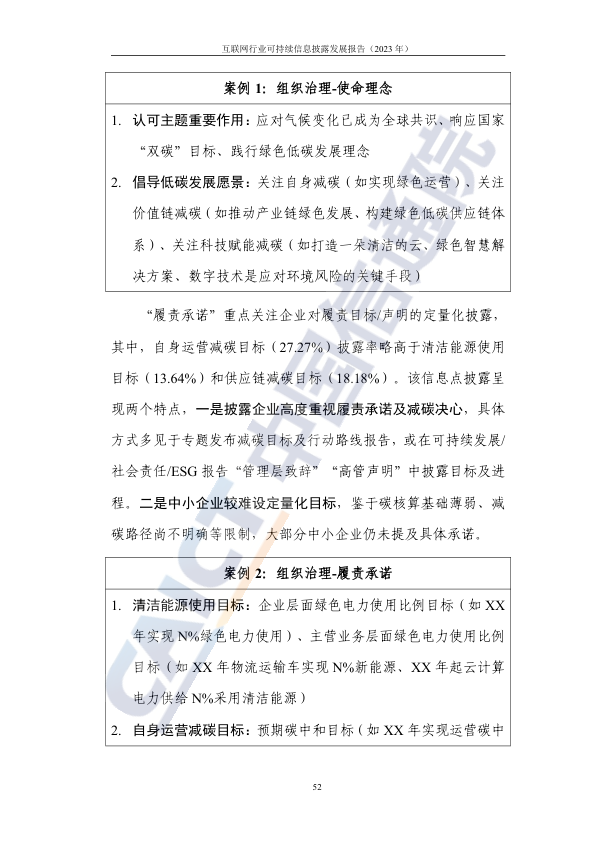 互联网行业可持续信息披露发展报告（2023 年）
案例 1：组织治理-使命理念
1. 认可主题重要作用：应对气候变化已成为全球共识、响应国家
“双碳”目标、践行绿色低碳发展理念
2. 倡导低碳发展愿景：关注自身减碳（如实现绿色运营）、关注
价值链减碳（如推动产业链绿色发展、构建绿色低碳供应链体
系）、关注科技赋能减碳（如打造一朵清洁的云、绿色智慧解
决方案、数字技术是应对环境风险的关键手段）
“履责承诺”重点关注企业对履责目标/声明的定量化披露，
其中，自身运营减碳目标（27.27%）披露率略高于清洁能源使用
目标（13.64%）和供应链减碳目标（18.18%）。该信息点披露呈
现两个特点，一是披露企业高度重视履责承诺及减碳决心，具体
方式多见于专题发布减碳目标及行动路线报告，或在可持续发展/
社会责任/ESG 报告“管理层致辞”“高管声明”中披露目标及进
程。二是中小企业较难设定量化目标，鉴于碳核算基础薄弱、减
碳路径尚不明确等限制，大部分中小企业仍未提及具体承诺。
案例 2：组织治理-履责承诺
1. 清洁能源使用目标：企业层面绿色电力使用比例目标（如 XX
年实现 N%绿色电力使用）、主营业务层面绿色电力使用比例
目标（如 XX 年物流运输车实现 N%新能源、XX 年起云计算
电力供给 N%采用清洁能源）
2. 自身运营减碳目标：预期碳中和目标（如 XX 年实现运营碳中
52
CAICT 中国信通院